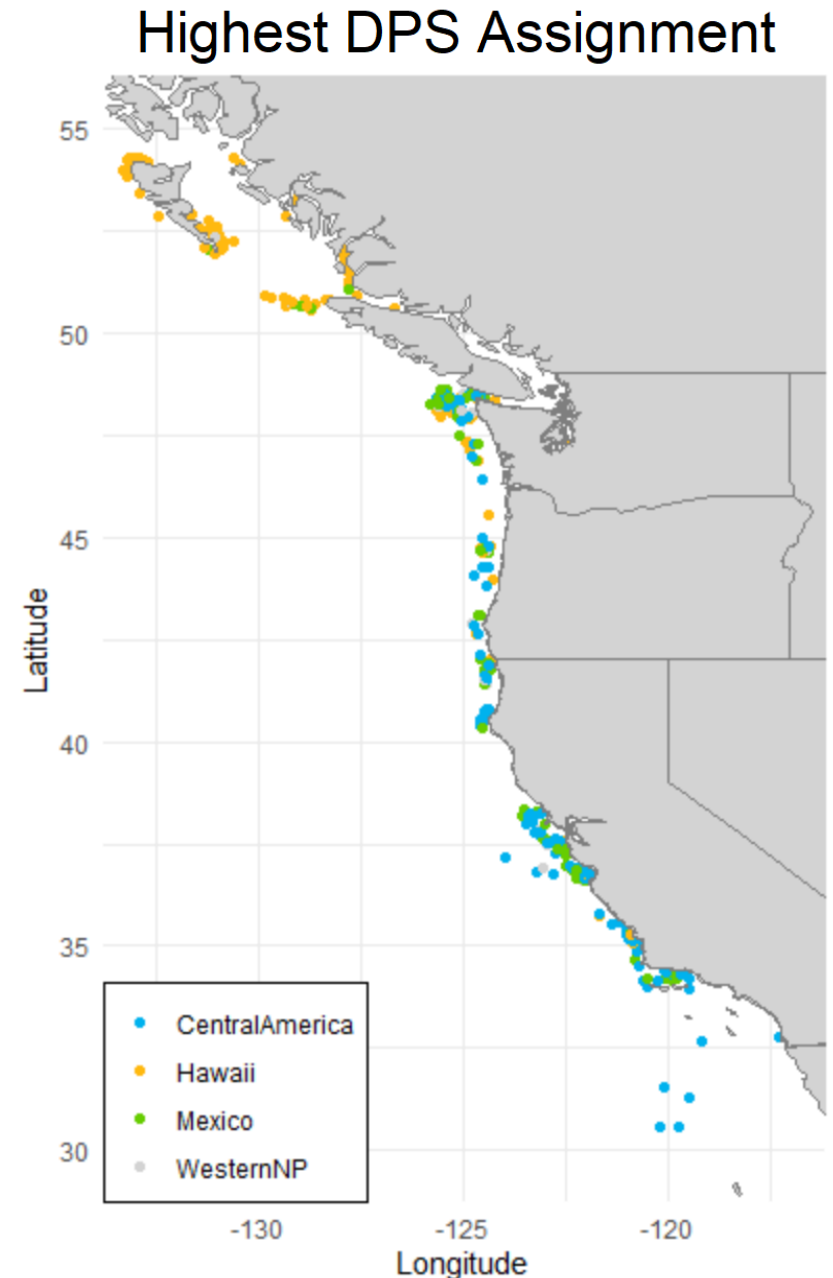 Highest DPS Assignment
55
50
45
40
35
30
Latitude
CentralAmerica
Hawaii
Mexico
WesternNP
-130
-125
-120
Longitude